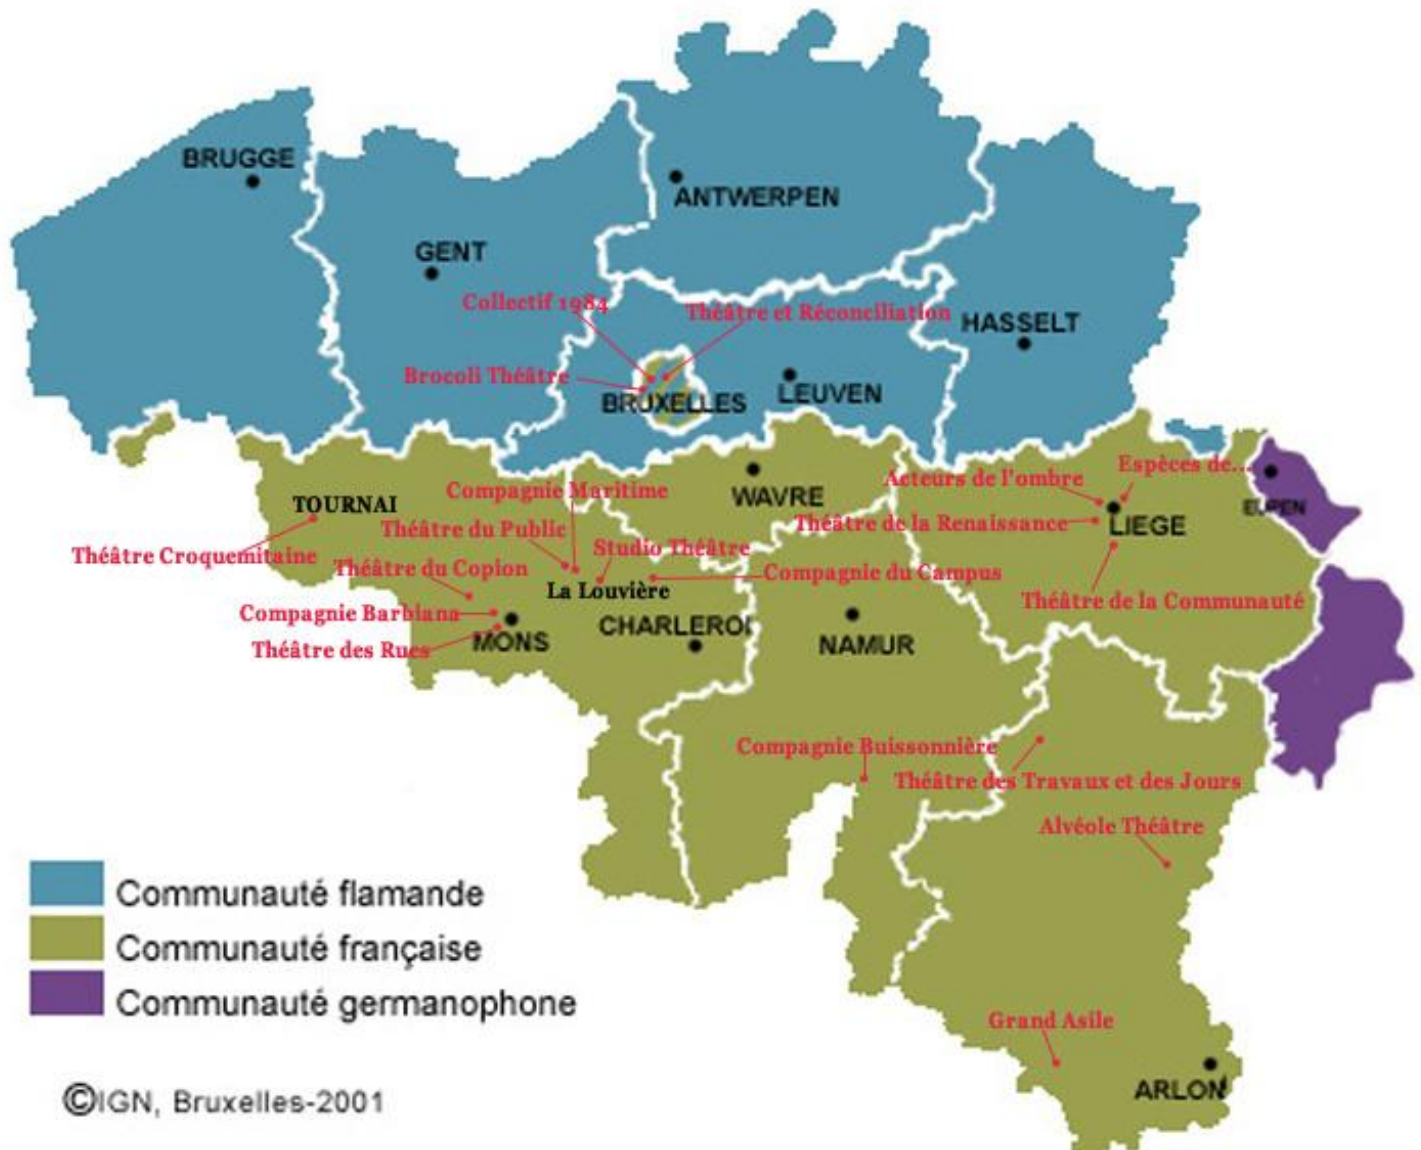 BRUGGE
ANTWERPEN
GENT
Collectif 1984
Théâtre et Réconciliation
HASSELT
Brocoli Théâtre
LEUVEN
BRUXELLES
Espèces de...
Acteurs de l'ombre
Compagnie Maritime
WAVRE
TOURNAI
EUPEN
Théâtre du Public
Théâtre de la Renaissance
LIEGE
Studio Théâtre
Théâtre Croquemitaine
Théâtre du Copion
Compagnie du Campus
La Louvière
Théâtre de la Communauté
Compagnie Barbiana
CHARLEROI
MONS
NAMUR
Théâtre des Rues
Compagnie Buissonnière
Théâtre des Travaux et des Jours
Alvéole Théâtre
Communauté flamande
Communauté française
Communauté germanophone
Grand Asile
ARLON
©IGN, Bruxelles-2001